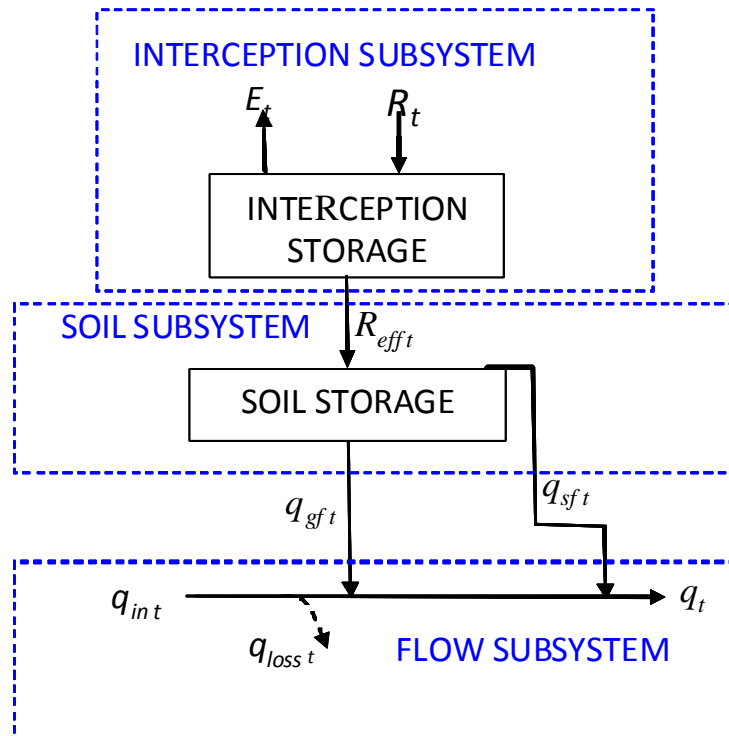 INTERCEPTION SUBSYSTEM
E_t
R_t
INTERCEPTION
STORAGE
SOIL SUBSYSTEM
R_eff t
SOIL STORAGE
q_gf t
q_sf t
q_in t
q_t
q_loss t
FLOW SUBSYSTEM